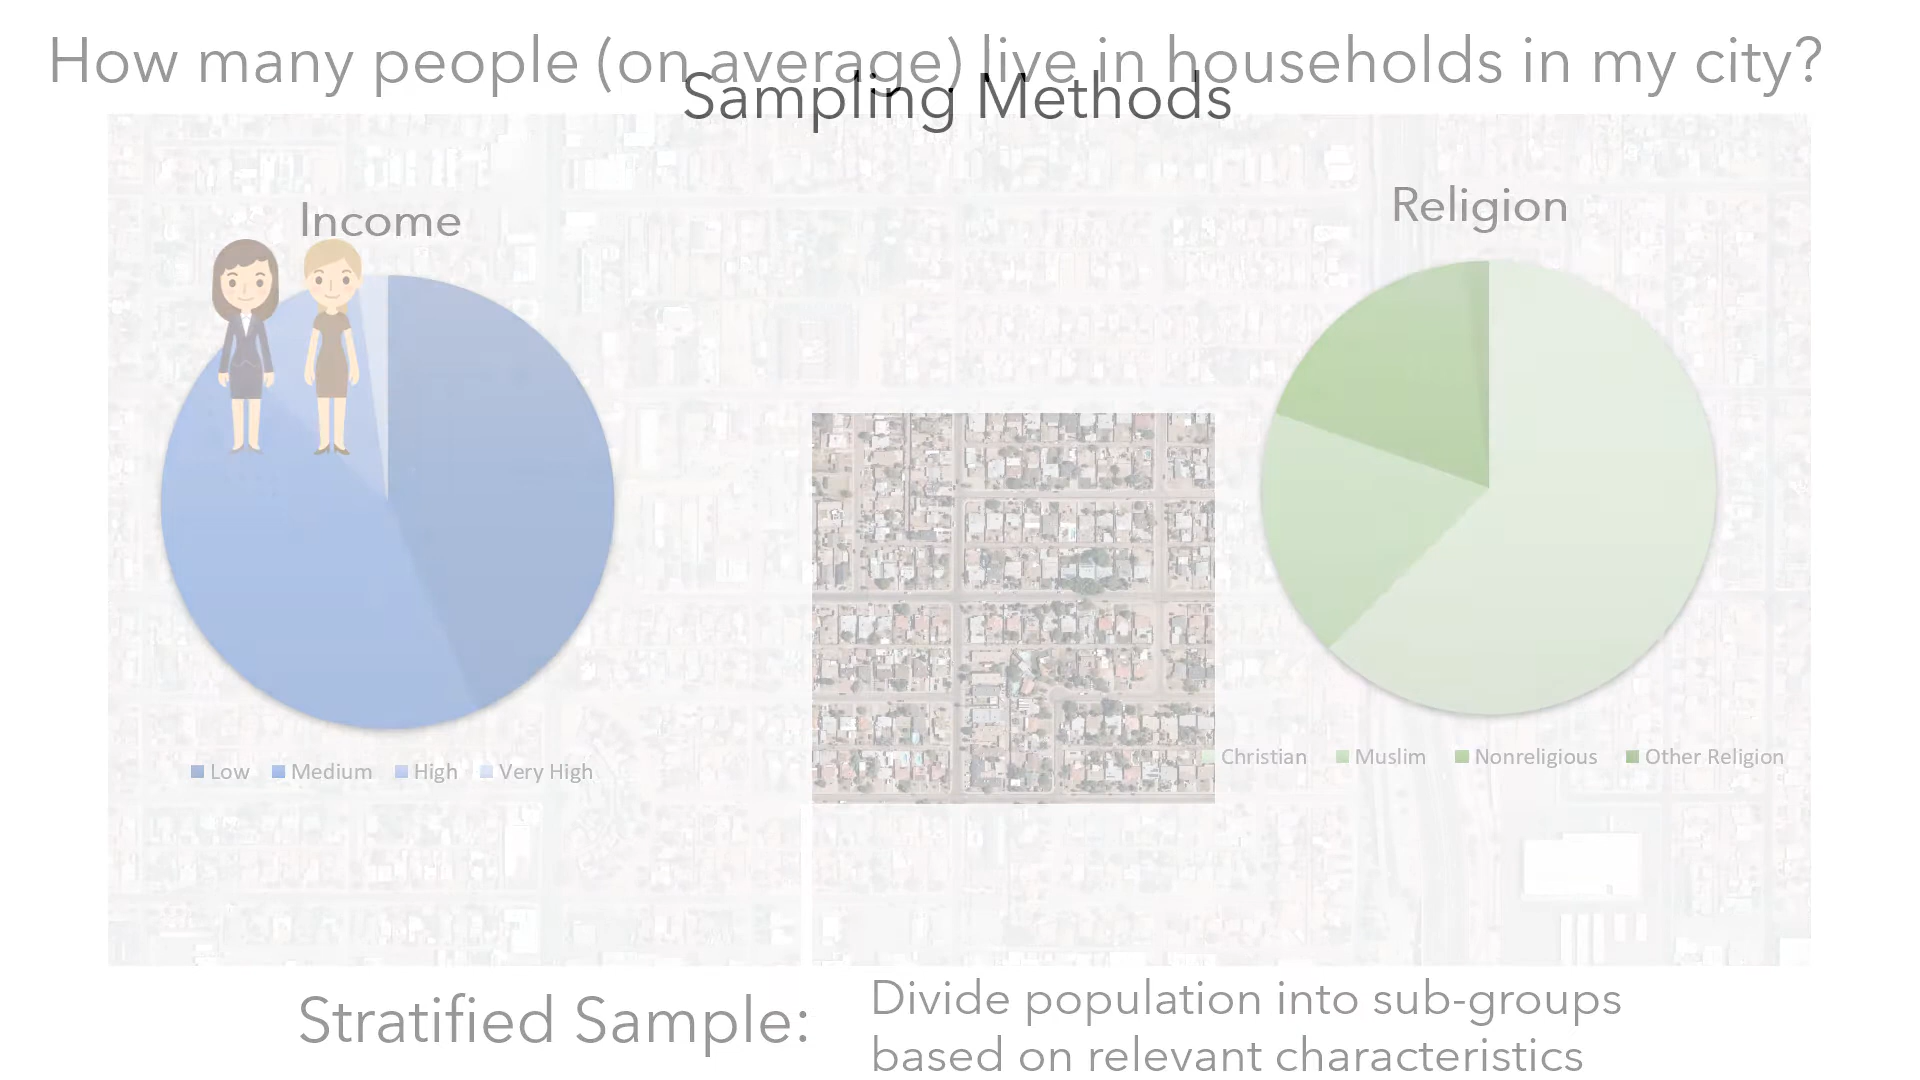 How many people (on average) live in households in my city?
Sampling Methods
Income
Religion
Low Medium High Very High
Christian Muslim Nonreligious Other Religion
Stratified Sample:
Divide population into sub-groups
based on relevant characteristics